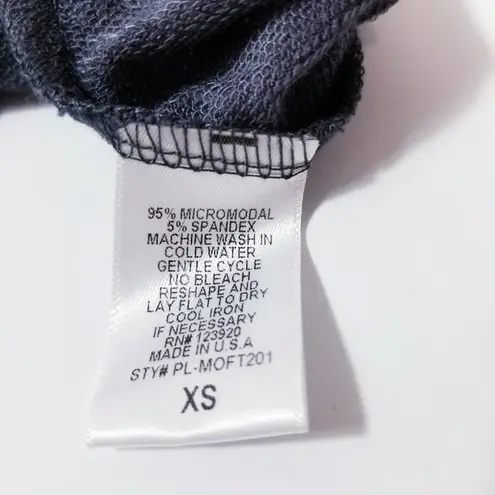 95% MICROMODAL
5% SPANDEX
MACHINE WASH IN
COLD WATER
GENTLE CYCLE
NO BLEACH
RESHAPE AND
LAY FLAT TO DRY
COOL IRON
IF NECESSARY
RN# 123920
MADE IN U.S.A
STY# PL-MOFT201
XS